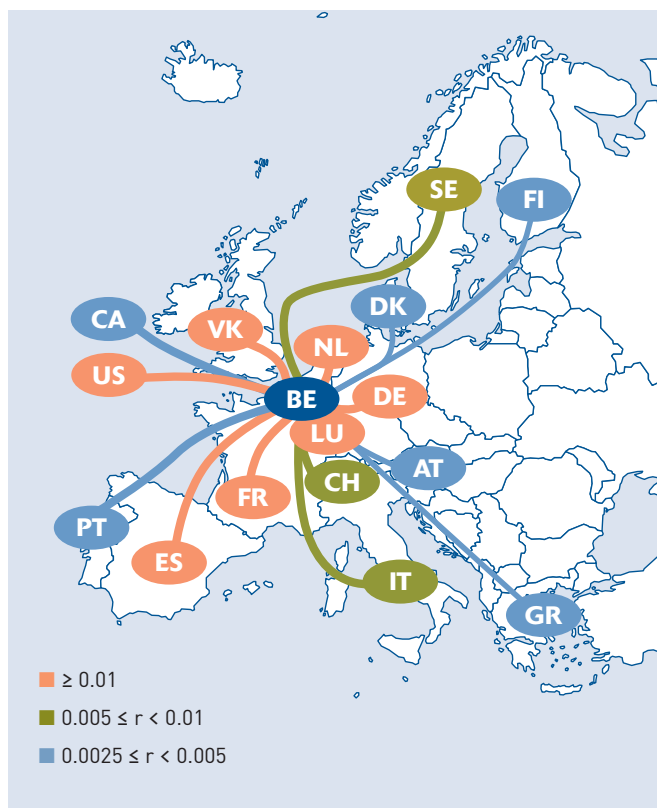 SE
FI
CA
DK
VK
NL
US
BE
DE
LU
AT
CH
FR
PT
ES
IT
GR
≥ 0.01
0.005 ≤ r < 0.01
0.0025 ≤ r < 0.005